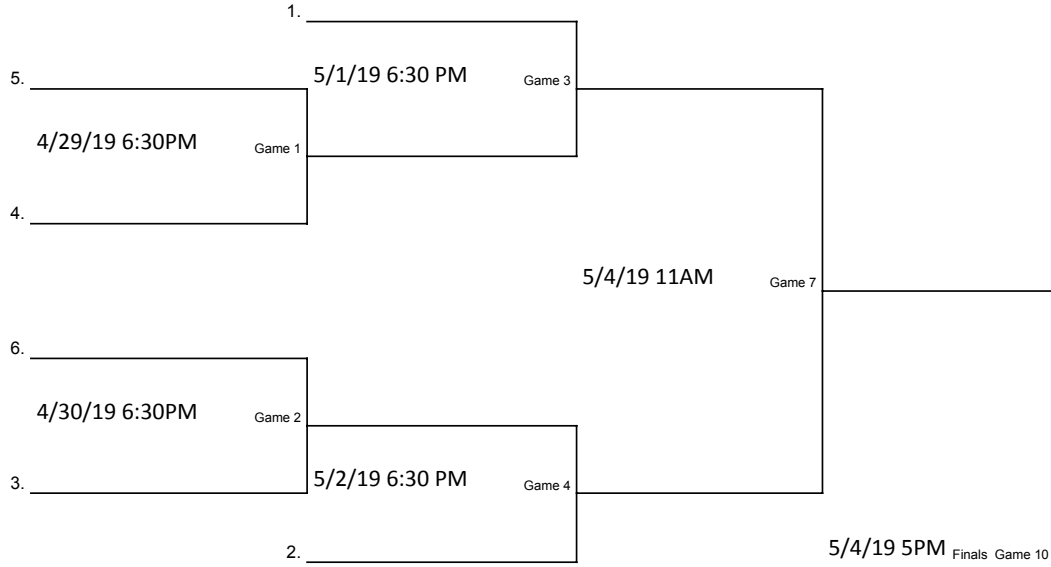 1.
5.
5/1/19 6:30 PM
Game 3
4/29/19 6:30PM
Game 1
4.
5/4/19 11AM
Game 7
6.
4/30/19 6:30PM
Game 2
3.
5/2/19 6:30 PM
Game 4
2.
5/4/19 5PM Finals Game 10